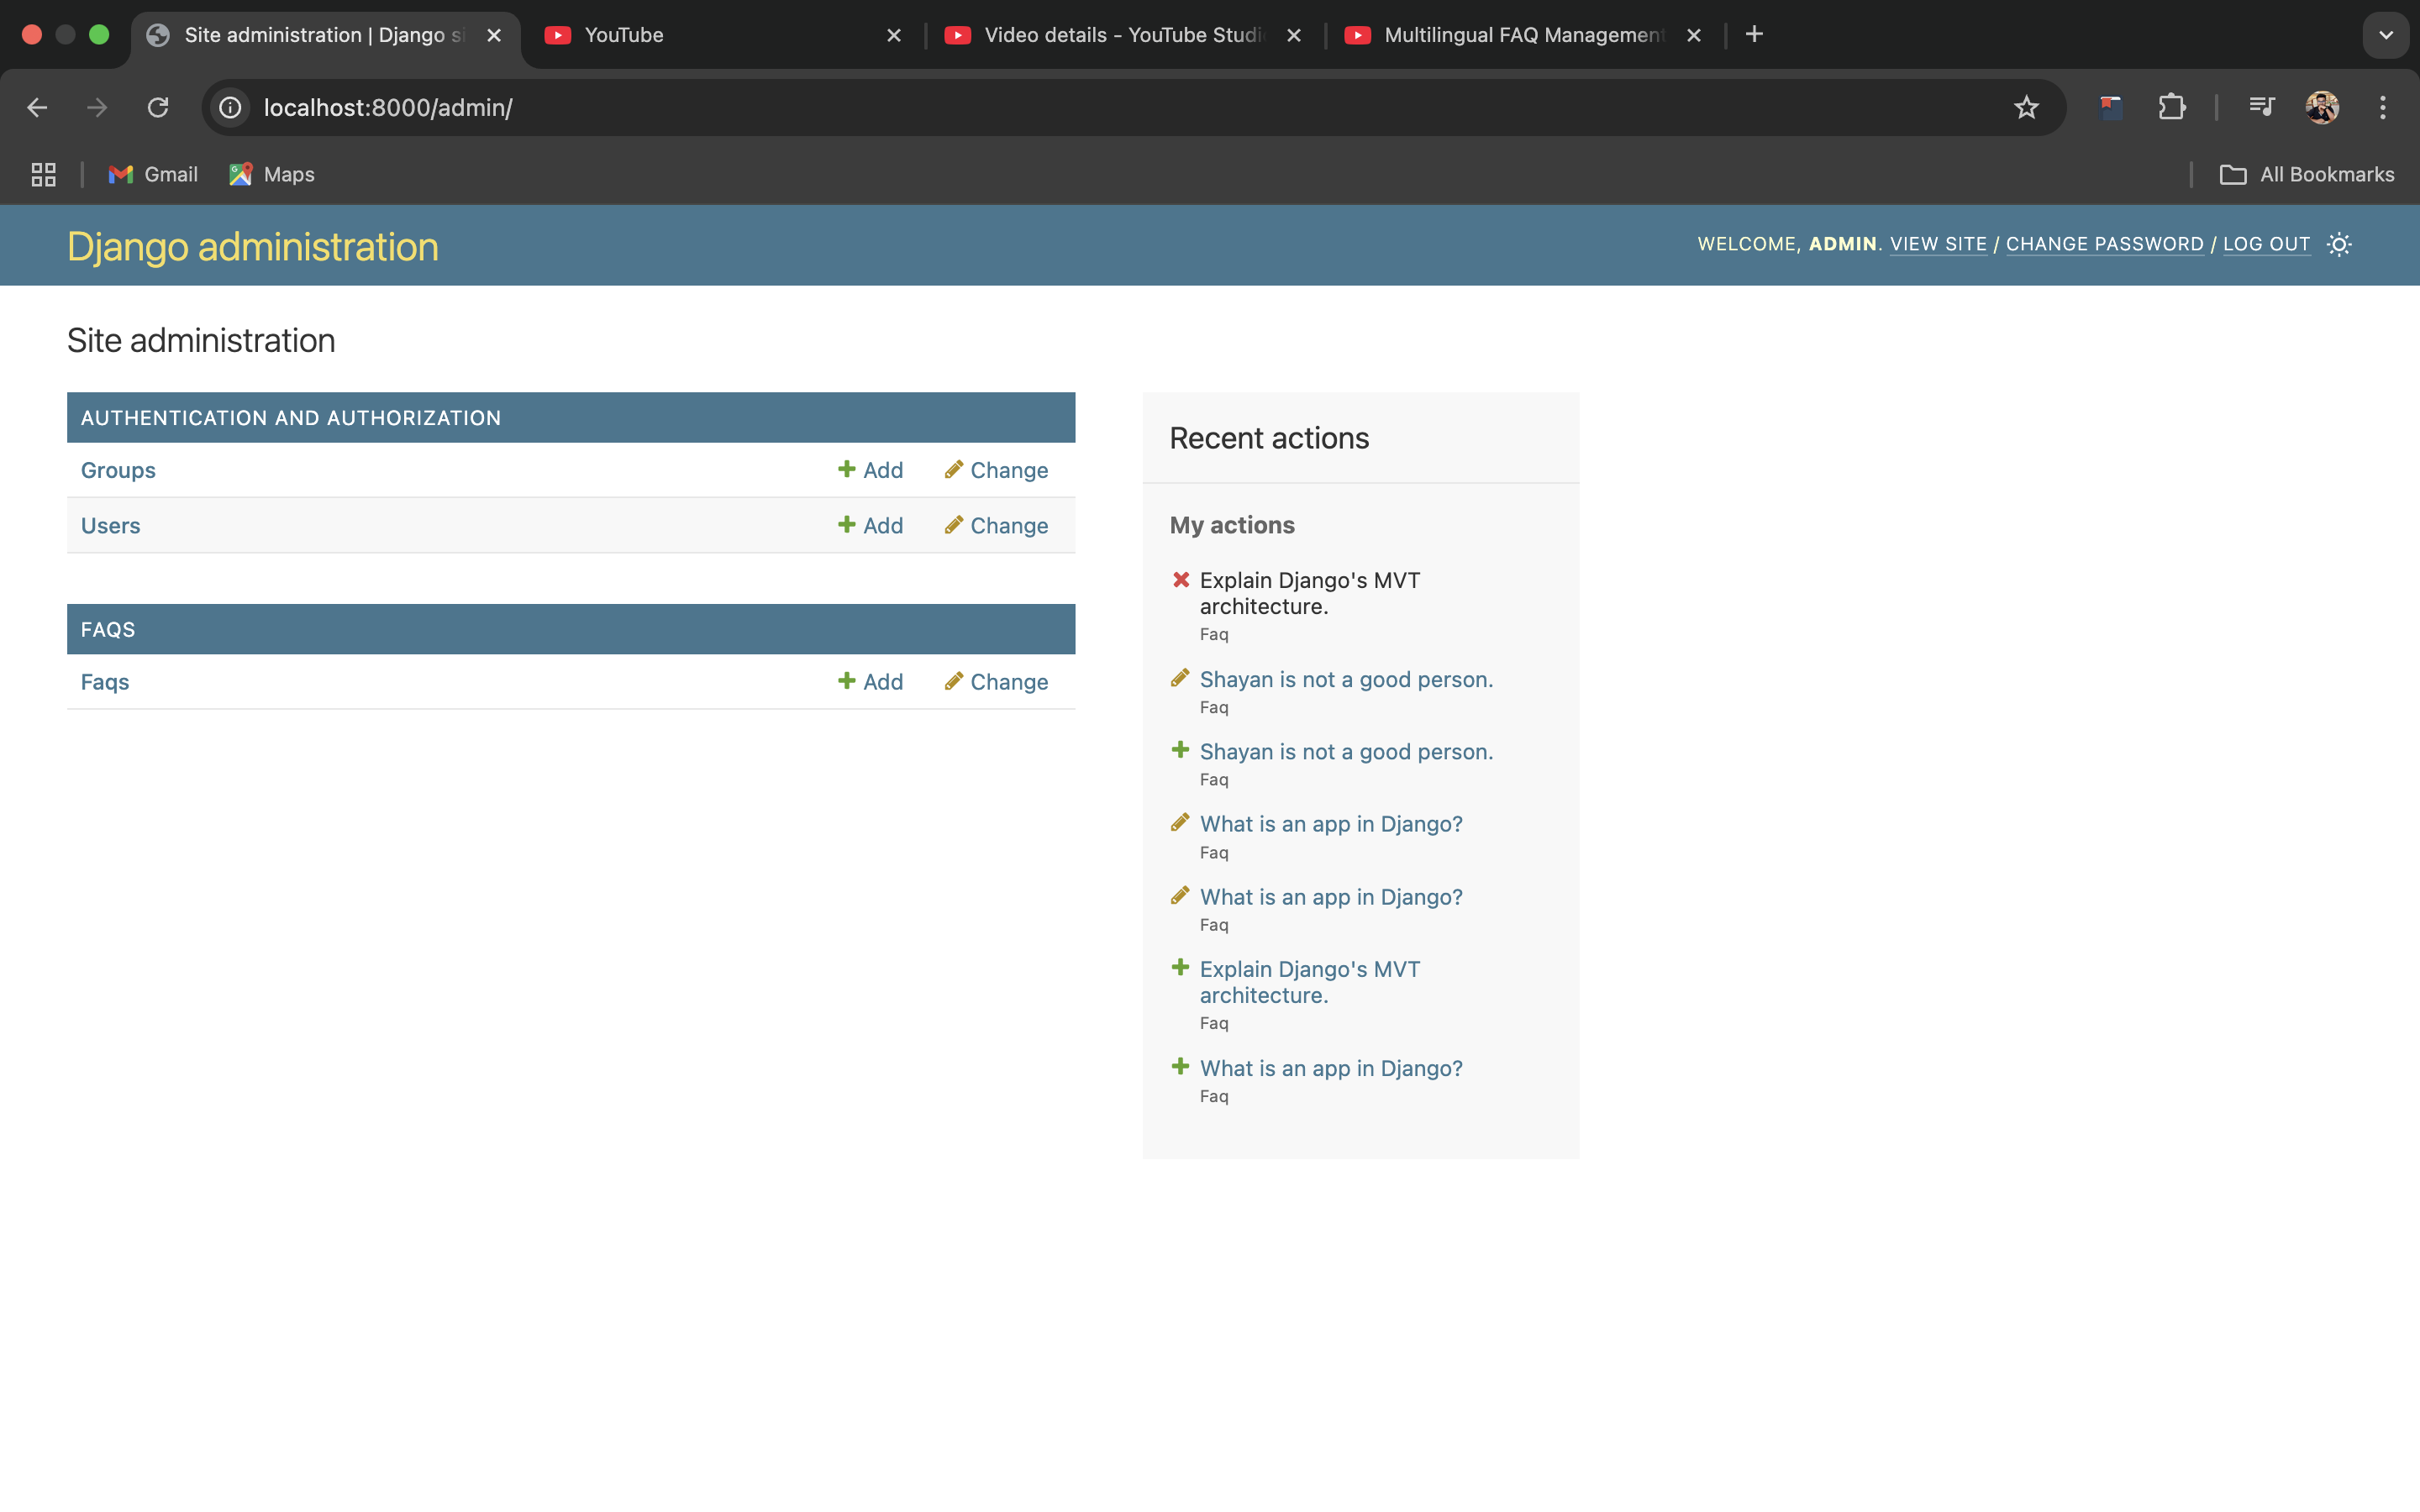 Site administration | Django si
YouTube
Video details - YouTube Studi
Multilingual FAQ Management
localhost:8000/admin/
Gmail
Maps
All Bookmarks
Django administration
WELCOME, ADMIN. VIEW SITE / CHANGE PASSWORD / LOG OUT
Site administration
AUTHENTICATION AND AUTHORIZATION
Groups
Add
Change
Users
Add
Change
FAQS
Faqs
Add
Change
Recent actions
My actions
Explain Django's MVT
architecture.
Faq
Shayan is not a good person.
Faq
Shayan is not a good person.
Faq
What is an app in Django?
Faq
What is an app in Django?
Faq
Explain Django's MVT
architecture.
Faq
What is an app in Django?
Faq